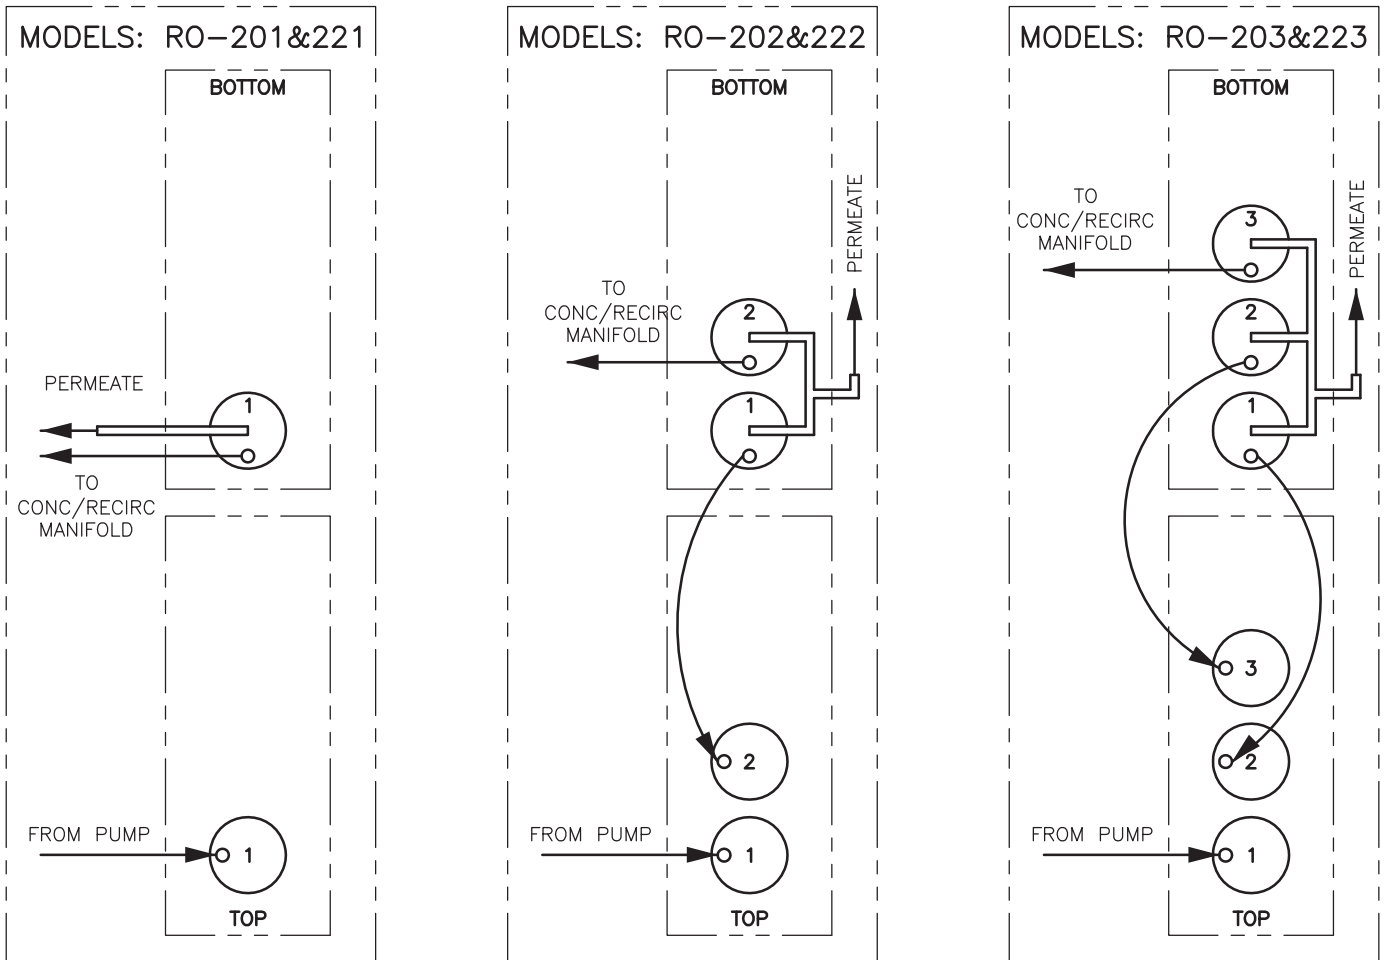 MODELS: RO-201&221
BOTTOM
PERMEATE
1
TO
CONC/RECIRC
MANIFOLD
FROM PUMP
1
TOP
MODELS: RO-202&222
BOTTOM
PERMEATE
TO
CONC/RECIRC
MANIFOLD
2
1
2
FROM PUMP
1
TOP
MODELS: RO-203&223
BOTTOM
PERMEATE
TO
CONC/RECIRC
MANIFOLD
3
2
1
3
2
FROM PUMP
1
TOP